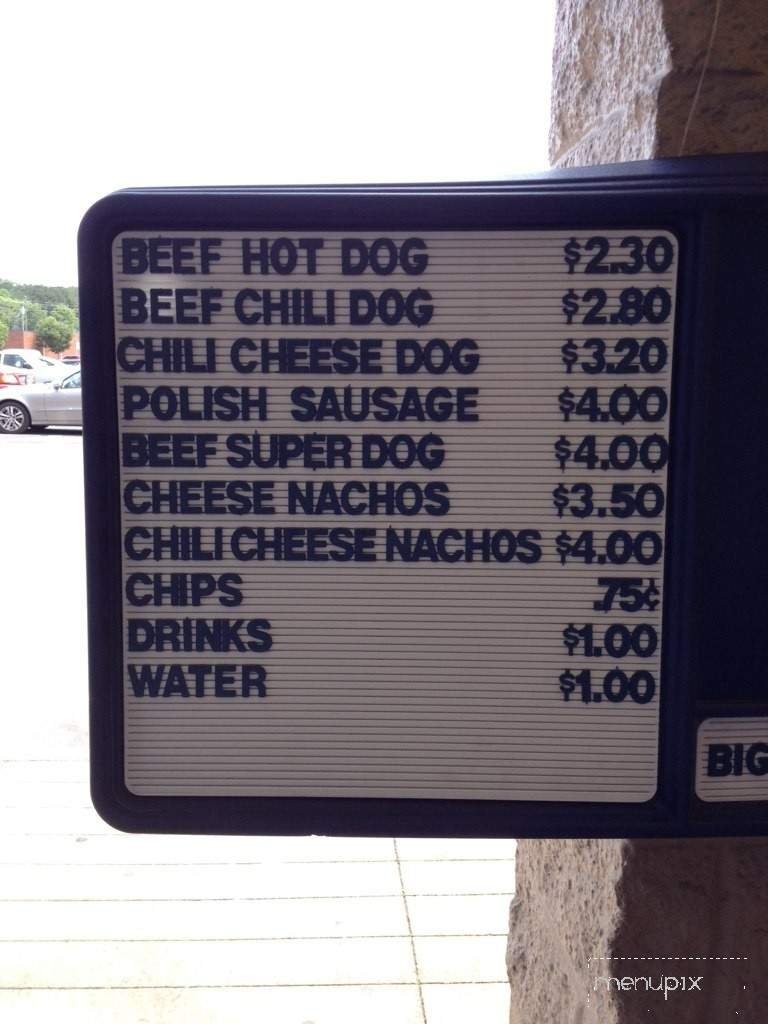 BEEF HOT DOG $2.30
BEEF CHILI DOG $2.80
CHILI CHEESE DOG $3.20
POLISH SAUSAGE $4.00
BEEF SUPER DOG $4.00
CHEESE NACHOS $3.50
CHILI CHEESE NACHOS $4.00
CHIPS .75¢
DRINKS $1.00
WATER $1.00
BIG
menupix